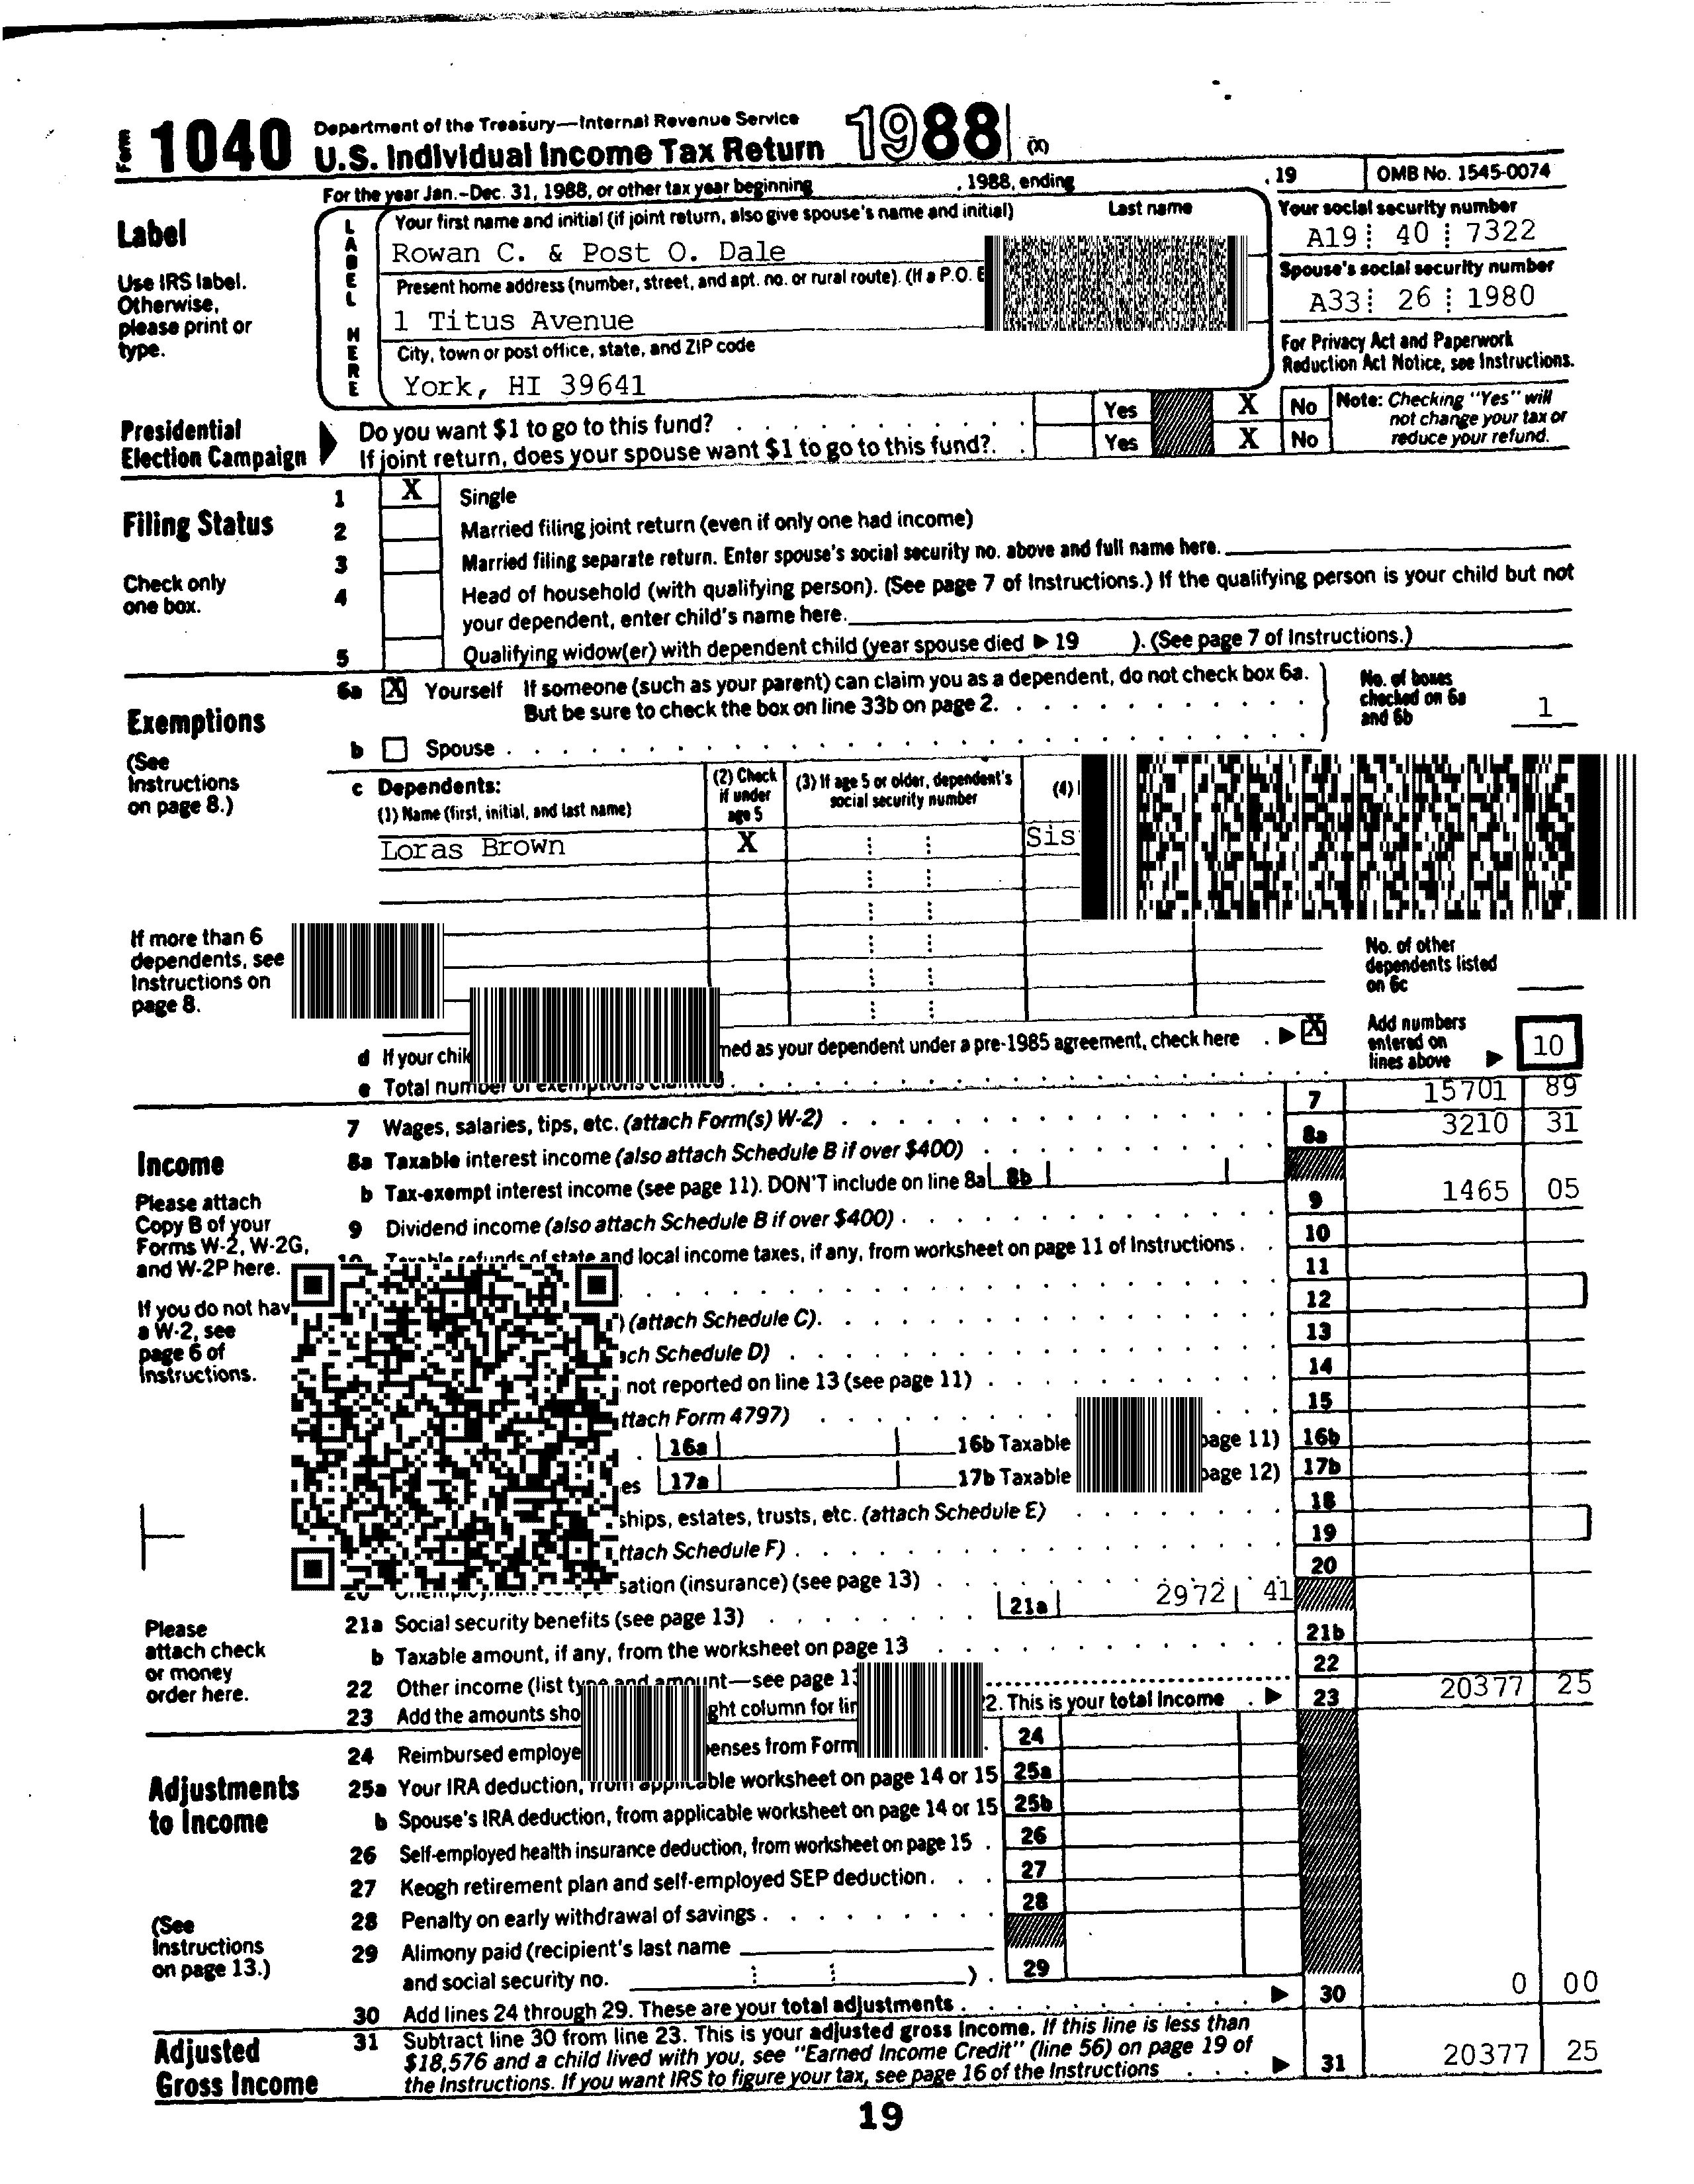 Form 1040 Department of the Treasury—Internal Revenue Service
U.S. Individual Income Tax Return 1988 (X)
For the year Jan.-Dec. 31, 1988, or other tax year beginning , 1988, ending , 19 OMB No. 1545-0074
Label
Use IRS label.
Otherwise,
please print or
type.
LABEL HERE
Your first name and initial (if joint return, also give spouse's name and initial) Last name
Rowan C. & Post O. Dale
Present home address (number, street, and apt. no. or rural route). (If a P.O.
1 Titus Avenue
City, town or post office, state, and ZIP code
York, HI 39641
Your social security number
A19 40 7322
Spouse's social security number
A33 26 1980
For Privacy Act and Paperwork
Reduction Act Notice, see Instructions.
Presidential
Election Campaign
Do you want $1 to go to this fund? . . . . . . . . . . Yes X No
If joint return, does your spouse want $1 to go to this fund?. . Yes X No
Note: Checking "Yes" will
not change your tax or
reduce your refund.
Filing Status
Check only
one box.
1 X Single
2 Married filing joint return (even if only one had income)
3 Married filing separate return. Enter spouse's social security no. above and full name here.
4 Head of household (with qualifying person). (See page 7 of Instructions.) If the qualifying person is your child but not
your dependent, enter child's name here.
5 Qualifying widow(er) with dependent child (year spouse died ▶ 19 ). (See page 7 of Instructions.)
Exemptions
(See
Instructions
on page 8.)
6a X Yourself If someone (such as your parent) can claim you as a dependent, do not check box 6a.
But be sure to check the box on line 33b on page 2. . . . . . . . . . . .
No. of boxes
checked on 6a
and 6b 1
b Spouse . . . . . . . . . . . . . . . . . . . .
c Dependents:
(1) Name (first, initial, and last name)
(2) Check
if under
age 5
(3) If age 5 or older, dependent's
social security number
(4)
Loras Brown X Sis
If more than 6
dependents, see
Instructions on
page 8.
No. of other
dependents listed
on 6c
d If your chil ned as your dependent under a pre-1985 agreement, check here . ▶ X
e Total number of exemptions claimed . . . . . . . . . . . . . . . .
Add numbers
entered on
lines above ▶ 10
Income
Please attach
Copy B of your
Forms W-2, W-2G,
and W-2P here.
If you do not hav
a W-2, see
page 6 of
Instructions.
7 Wages, salaries, tips, etc. (attach Form(s) W-2) . . . . . . . . . . . 7 15701 89
8a Taxable interest income (also attach Schedule B if over $400) . . . . . . . 8a 3210 31
b Tax-exempt interest income (see page 11). DON'T include on line 8a 8b
9 Dividend income (also attach Schedule B if over $400) . . . . . . . . . 9 1465 05
10 Taxable refunds of state and local income taxes, if any, from worksheet on page 11 of Instructions . . 10
. . . . . . . . . . . . . . . 11
) (attach Schedule C). . . . . . . . . . . 12
ach Schedule D) . . . . . . . . . . . . 13
not reported on line 13 (see page 11) . . . . . . . 14
ttach Form 4797) . . . . . . . . . . . 15
. 16a 16b Taxable page 11) 16b
es 17a 17b Taxable page 12) 17b
ships, estates, trusts, etc. (attach Schedule E) . . . . . . 18
ttach Schedule F) . . . . . . . . . . . 19
20 Unemployment compensation (insurance) (see page 13) . . . . . . . . 20
Please
attach check
or money
order here.
21a Social security benefits (see page 13) . . . . . . . 21a 2972 41
b Taxable amount, if any, from the worksheet on page 13 . . . . . . . . . 21b
22 Other income (list type and amount—see page 13 22
23 Add the amounts sho ght column for lin 2. This is your total income . ▶ 23 20377 25
Adjustments
to Income
(See
Instructions
on page 13.)
24 Reimbursed employe enses from Form . 24
25a Your IRA deduction, from applicable worksheet on page 14 or 15 25a
b Spouse's IRA deduction, from applicable worksheet on page 14 or 15 25b
26 Self-employed health insurance deduction, from worksheet on page 15 . 26
27 Keogh retirement plan and self-employed SEP deduction. . . 27
28 Penalty on early withdrawal of savings . . . . . . . . 28
29 Alimony paid (recipient's last name
and social security no. ) . 29
30 Add lines 24 through 29. These are your total adjustments . . . . . . . . . ▶ 30 0 00
Adjusted
Gross Income
31 Subtract line 30 from line 23. This is your adjusted gross income. If this line is less than
$18,576 and a child lived with you, see "Earned Income Credit" (line 56) on page 19 of
the Instructions. If you want IRS to figure your tax, see page 16 of the Instructions . . . ▶ 31 20377 25
19